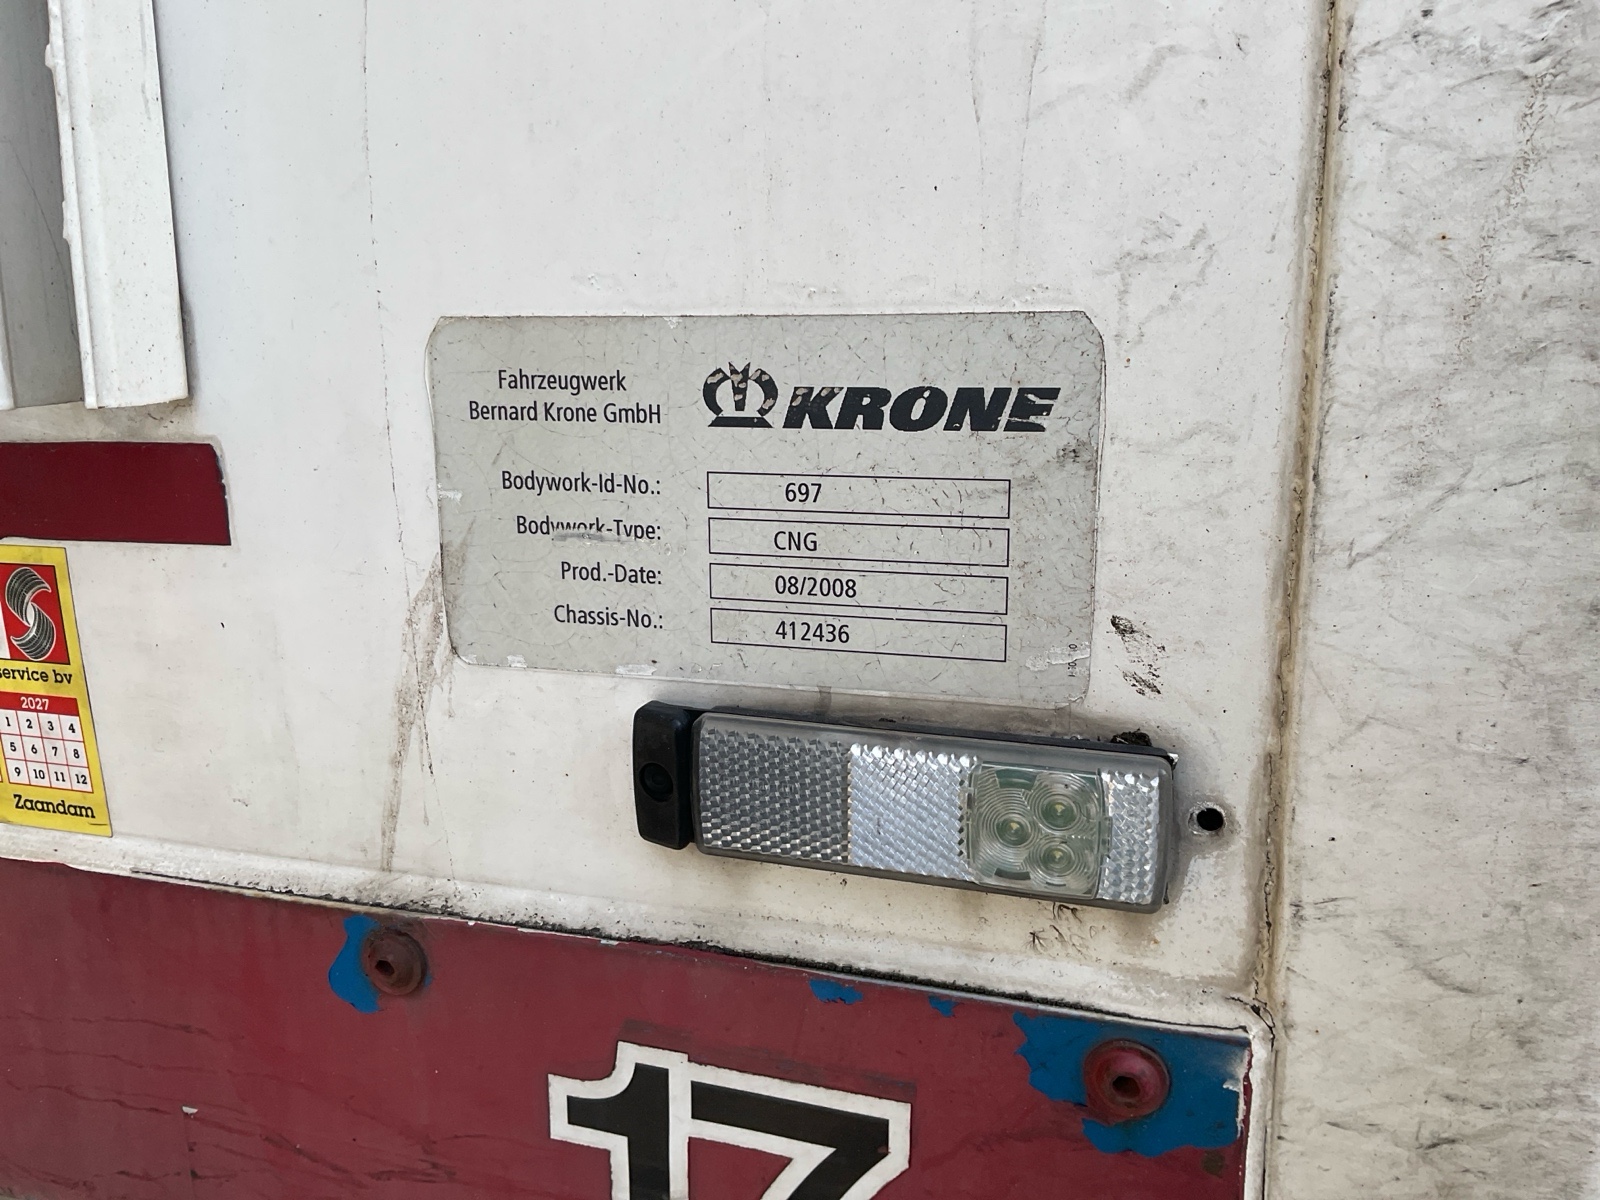 Fahrzeugwerk
Bernard Krone GmbH
KRONE
Bodywork-Id-No.: 697
Bodywork-Type: CNG
Prod.-Date: 08/2008
Chassis-No.: 412436
service bv
2027
1 2 3 4
5 6 7 8
9 10 11 12
Zaandam
17